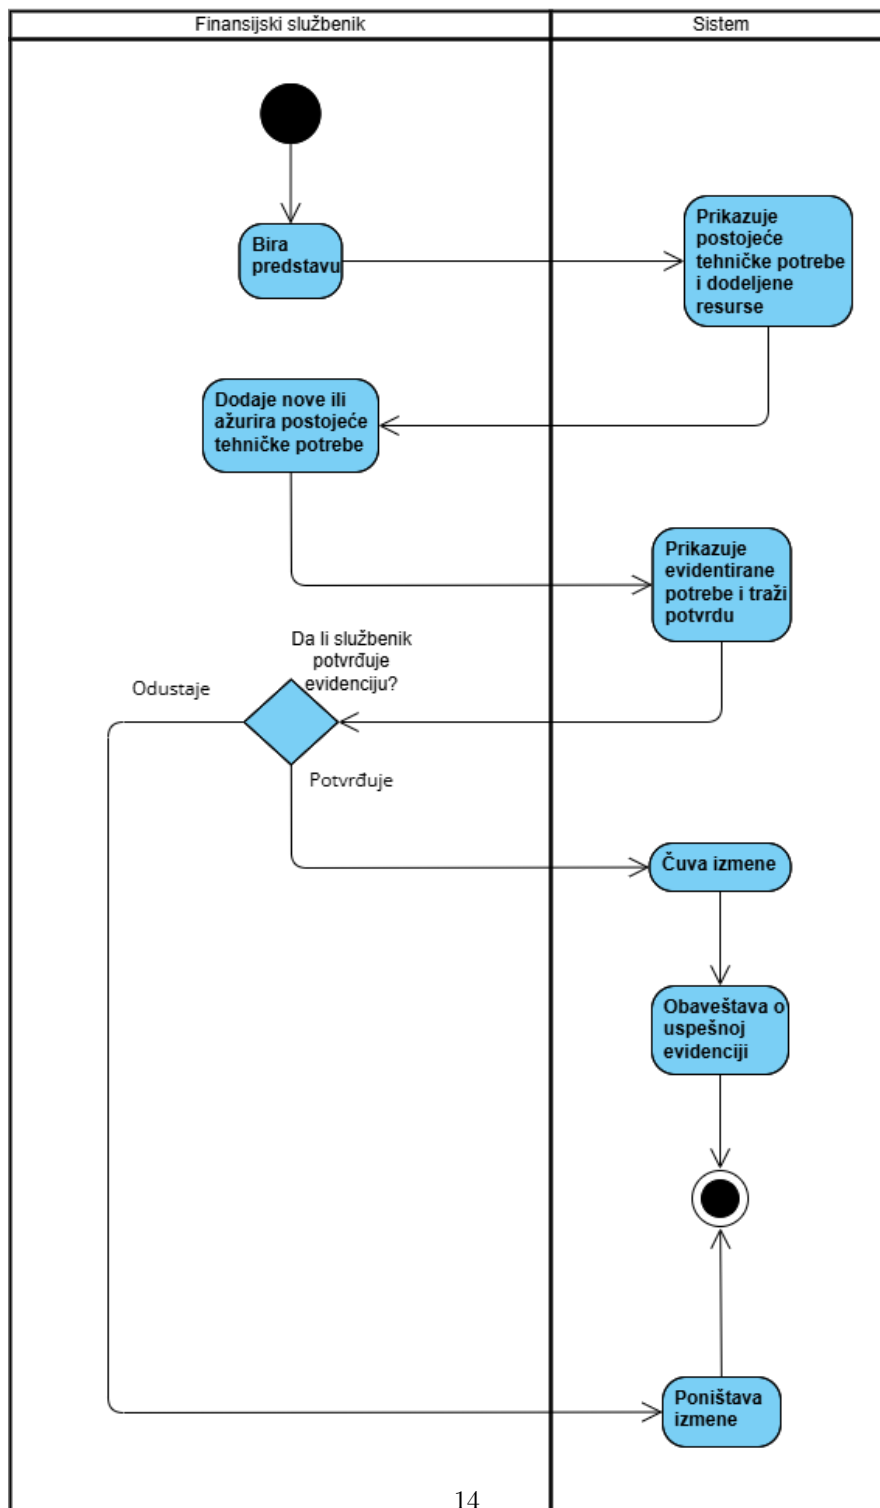 Finansijski službenik
Sistem
Bira
predstavu
Prikazuje
postojeće
tehničke potrebe
i dodeljene
resurse
Dodaje nove ili
ažurira postojeće
tehničke potrebe
Prikazuje
evidentirane
potrebe i traži
potvrdu
Da li službenik
potvrđuje
evidenciju?
Odustaje
Potvrđuje
Čuva izmene
Obaveštava o
uspešnoj
evidenciji
Poništava
izmene
14